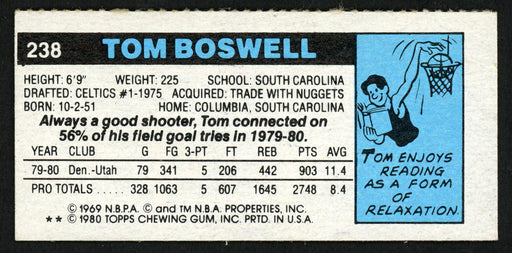 238 TOM BOSWELL
HEIGHT: 6'9" WEIGHT: 225 SCHOOL: SOUTH CAROLINA
DRAFTED: CELTICS #1-1975 ACQUIRED: TRADE WITH NUGGETS
BORN: 10-2-51 HOME: COLUMBIA, SOUTH CAROLINA
Always a good shooter, Tom connected on
56% of his field goal tries in 1979-80.
YEAR CLUB G FG 3-PT FT REB PTS AVG
79-80 Den.-Utah 79 341 5 206 442 903 11.4
PRO TOTALS ..... 328 1063 5 607 1645 2748 8.4
© 1969 N.B.P.A. © and TM N.B.A. PROPERTIES, INC.
** © 1980 TOPPS CHEWING GUM, INC. PRTD. IN U.S.A.
TOM ENJOYS
READING
AS A FORM
OF
RELAXATION.